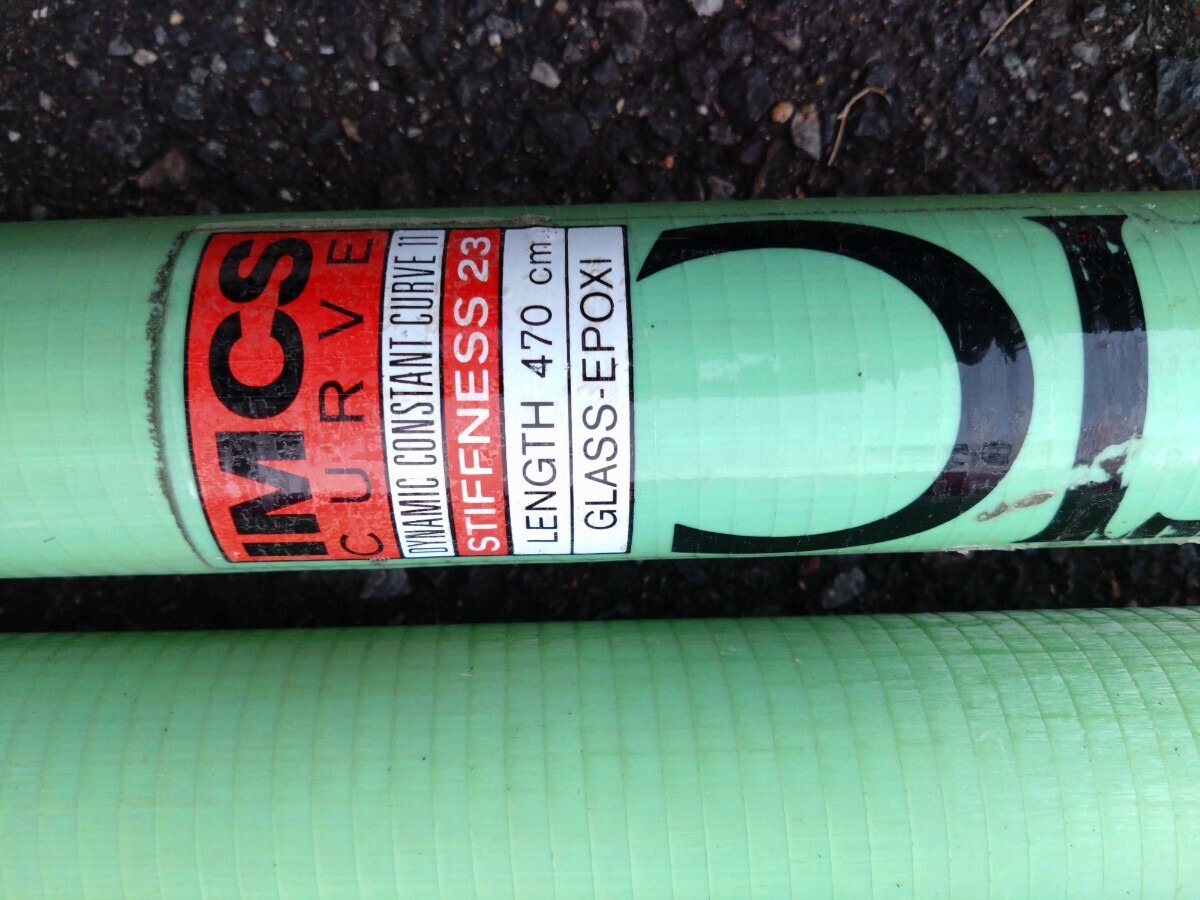 IMCS
CURVE
DYNAMIC CONSTANT CURVE 11
STIFFNESS 23
LENGTH 470 cm.
GLASS-EPOXI